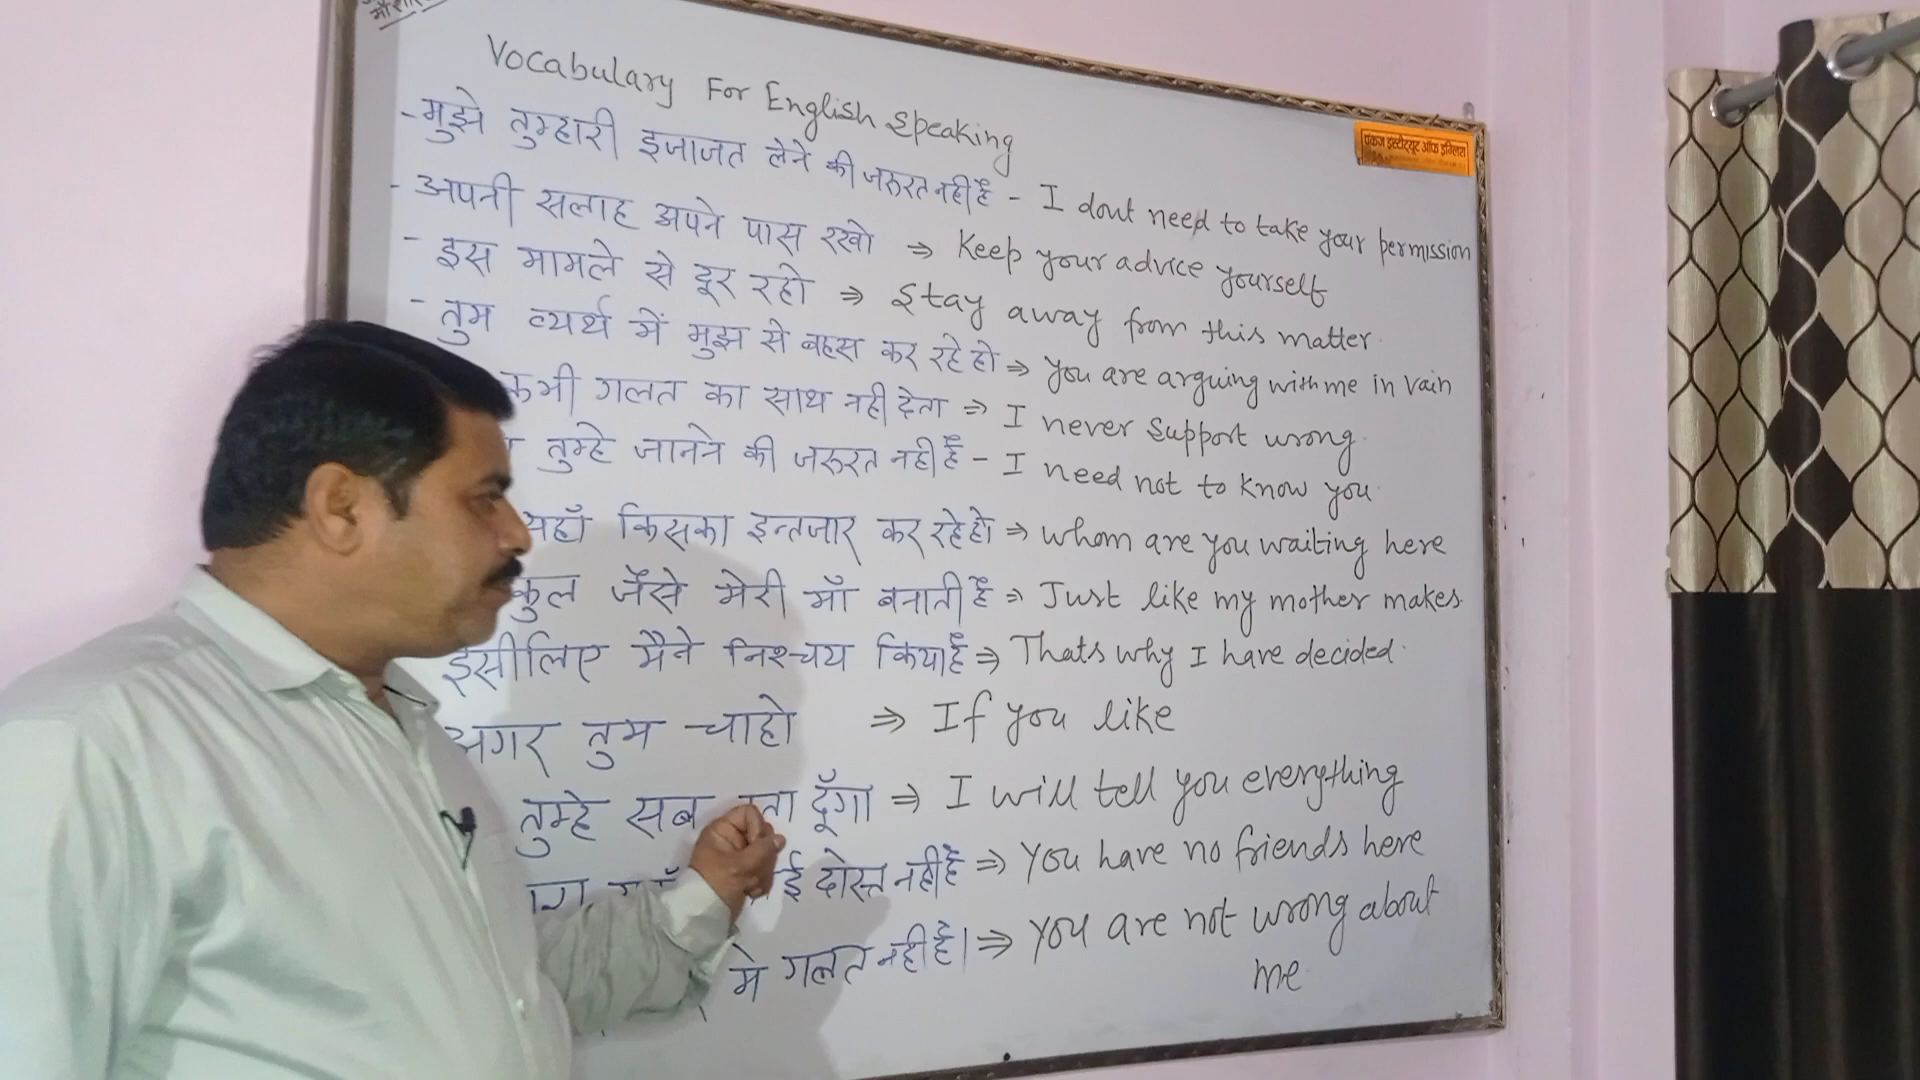 Vocabulary For English Speaking
पंकज इंस्टीट्यूट ऑफ इंग्लिश
- मुझे तुम्हारी इजाजत लेने की जरुरत नही है - I dont need to take your permission
- अपनी सलाह अपने पास रखो ⇒ Keep your advice yourself
- इस मामले से दूर रहो ⇒ Stay away from this matter.
- तुम व्यर्थ में मुझ से बहस कर रहे हो ⇒ you are arguing with me in vain
कभी गलत का साथ नही देता ⇒ I never support wrong.
तुम्हे जानने की जरूरत नही है - I need not to know you.
यहाँ किसका इन्तजार कर रहे हो ⇒ whom are you waiting here
जैसे मेरी माँ बनाती है ⇒ Just like my mother makes.
इसीलिए मैने निश्चय किया है ⇒ Thats why I have decided.
अगर तुम चाहो ⇒ If you like
तुम्हे सब दूँगा ⇒ I will tell you everything
दोस्त नही है ⇒ You have no friends here
मे गलत नही है। ⇒ you are not wrong about
me.